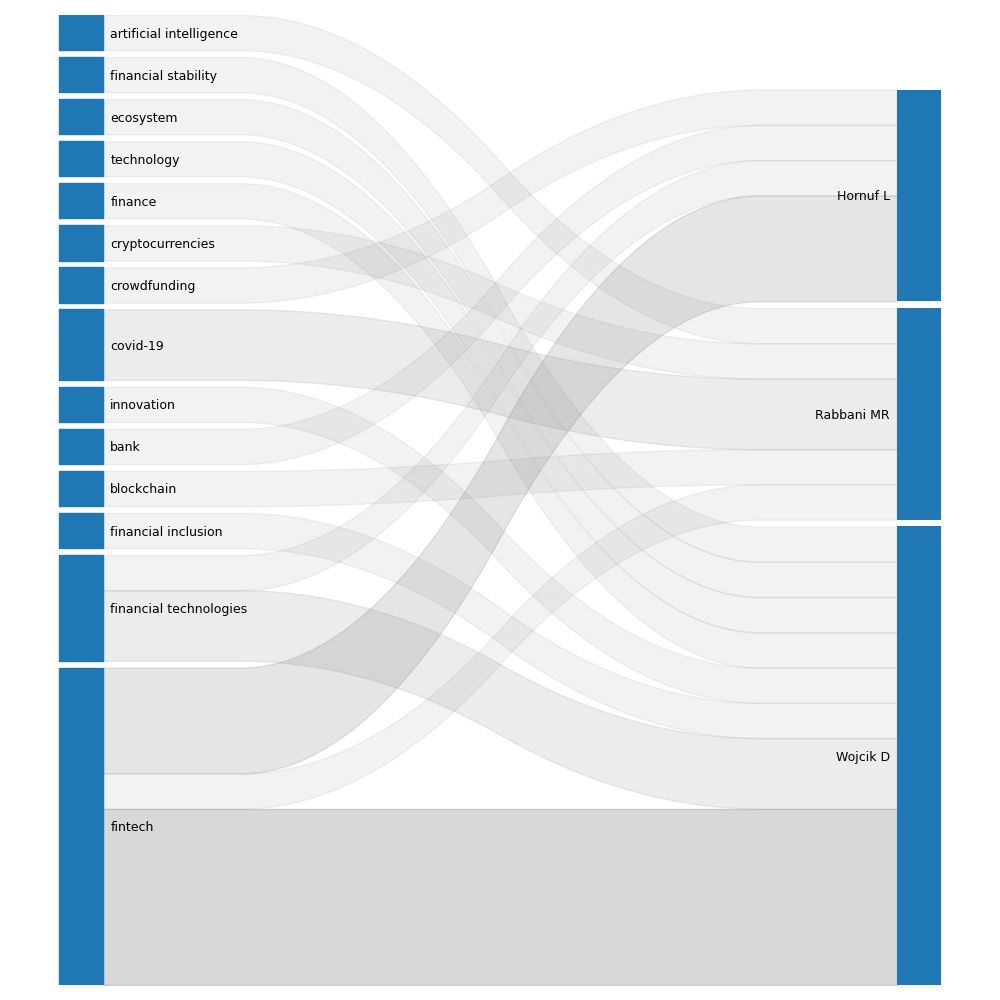 artificial intelligence
financial stability
ecosystem
technology
finance
cryptocurrencies
crowdfunding
covid-19
innovation
bank
blockchain
financial inclusion
financial technologies
fintech
Hornuf L
Rabbani MR
Wojcik D